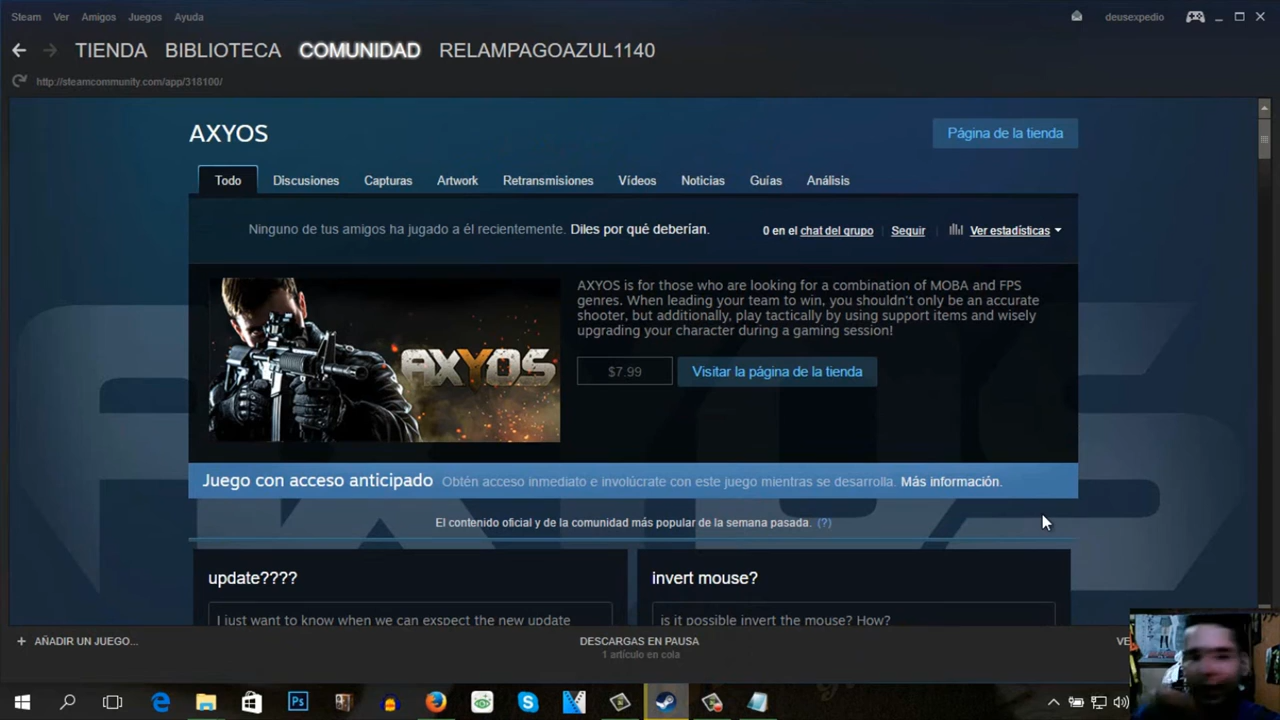 Steam Ver Amigos Juegos Ayuda
deusexpedio
TIENDA BIBLIOTECA COMUNIDAD RELAMPAGOAZUL1140
http://steamcommunity.com/app/318100/
AXYOS
Página de la tienda
Todo Discusiones Capturas Artwork Retransmisiones Vídeos Noticias Guías Análisis
Ninguno de tus amigos ha jugado a él recientemente. Diles por qué deberían.
0 en el chat del grupo Seguir Ver estadísticas
AXYOS
AXYOS is for those who are looking for a combination of MOBA and FPS
genres. When leading your team to win, you shouldn't only be an accurate
shooter, but additionally, play tactically by using support items and wisely
upgrading your character during a gaming session!
$7.99 Visitar la página de la tienda
Juego con acceso anticipado Obtén acceso inmediato e involúcrate con este juego mientras se desarrolla. Más información.
El contenido oficial y de la comunidad más popular de la semana pasada. (?)
update????
I just want to know when we can exspect the new update
invert mouse?
is it possible invert the mouse? How?
+ AÑADIR UN JUEGO...
DESCARGAS EN PAUSA
1 artículo en cola
VE
Ps